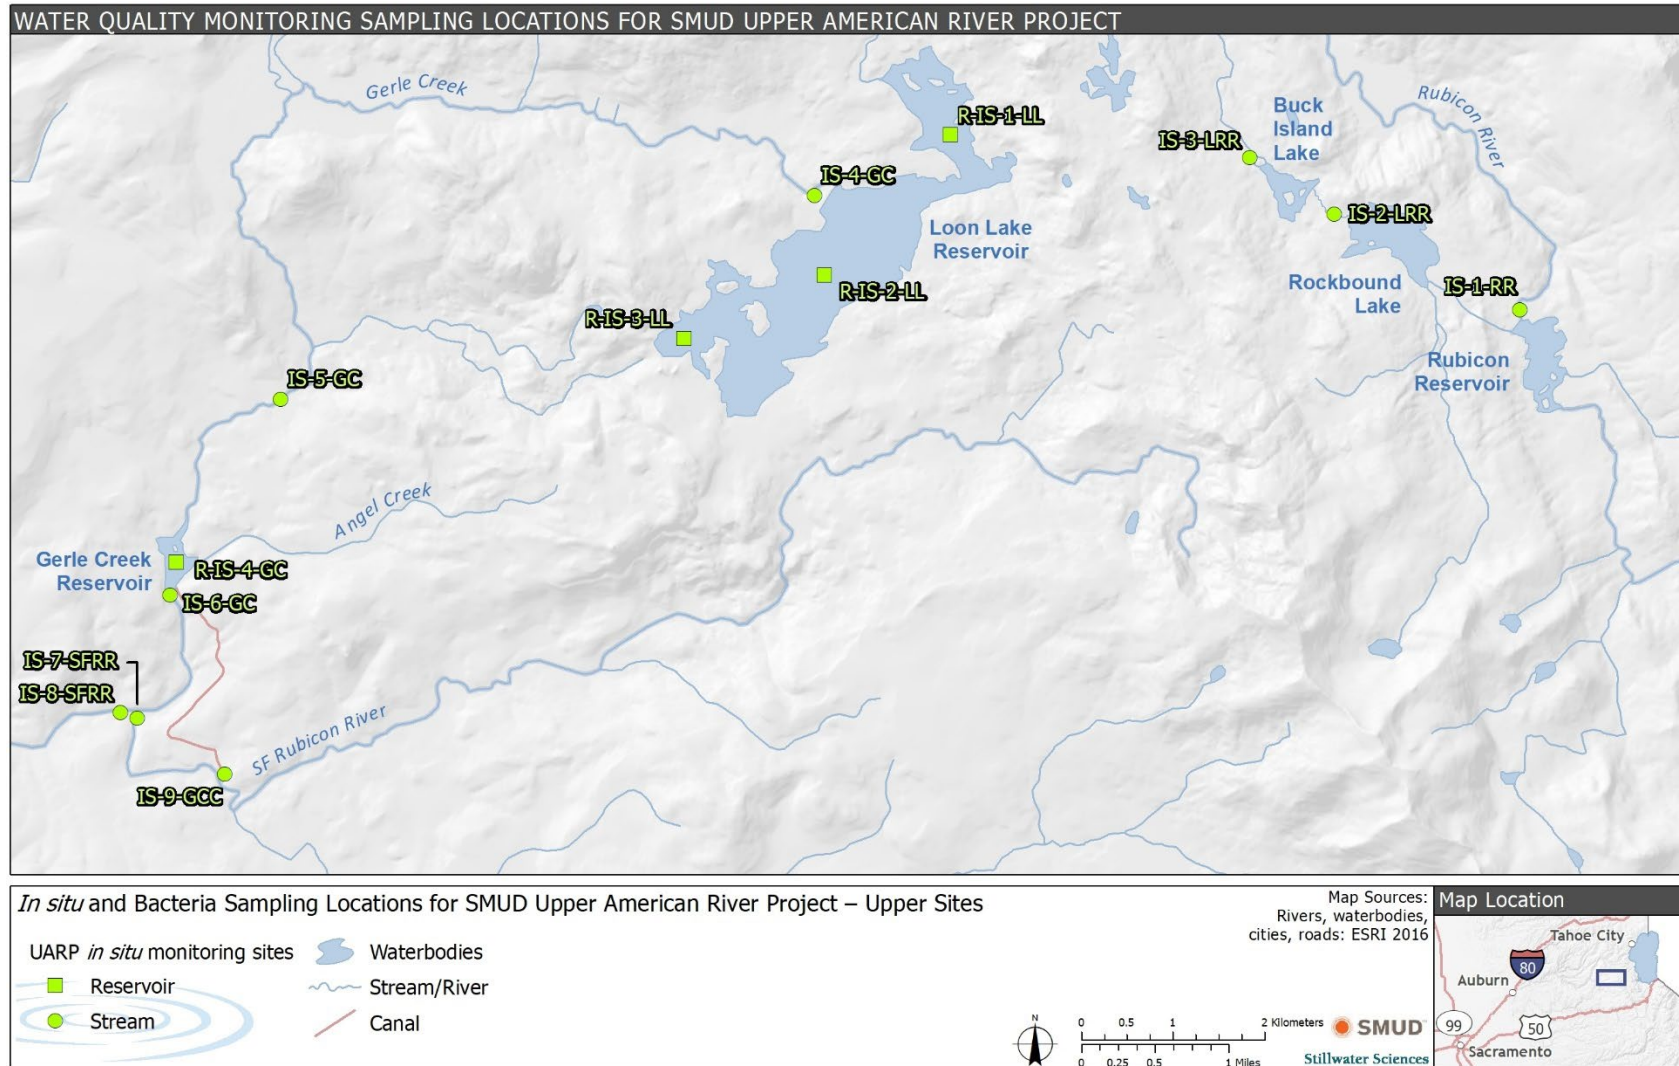 WATER QUALITY MONITORING SAMPLING LOCATIONS FOR SMUD UPPER AMERICAN RIVER PROJECT
Gerle Creek
R-IS-1-LL
IS-3-LRR
Buck
Island
Lake
Rubicon River
IS-4-GC
IS-2-LRR
Loon Lake
Reservoir
R-IS-2-LL
Rockbound
Lake
IS-1-RR
R-IS-3-LL
Rubicon
Reservoir
IS-5-GC
Angel Creek
Gerle Creek
Reservoir
R-IS-4-GC
IS-6-GC
IS-7-SFRR
IS-8-SFRR
SF Rubicon River
IS-9-GCC
In situ and Bacteria Sampling Locations for SMUD Upper American River Project – Upper Sites
UARP in situ monitoring sites
Reservoir
Stream
Waterbodies
Stream/River
Canal
Map Sources:
Rivers, waterbodies,
cities, roads: ESRI 2016
N
0 0.5 1 2 Kilometers
0 0.25 0.5 1 Miles
SMUD
Stillwater Sciences
Map Location
Tahoe City
80
Auburn
99
50
Sacramento